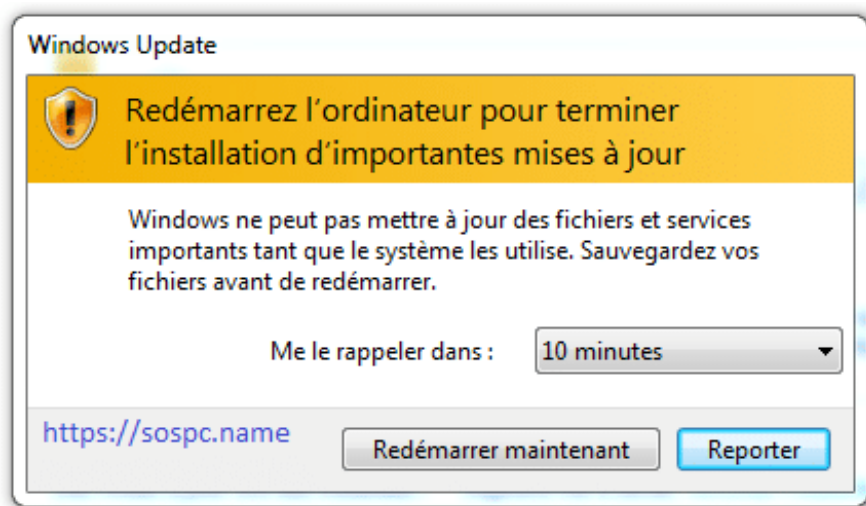 Windows Update
Redémarrez l'ordinateur pour terminer
l'installation d'importantes mises à jour
Windows ne peut pas mettre à jour des fichiers et services
importants tant que le système les utilise. Sauvegardez vos
fichiers avant de redémarrer.
Me le rappeler dans : 10 minutes
https://sospc.name
Redémarrer maintenant Reporter